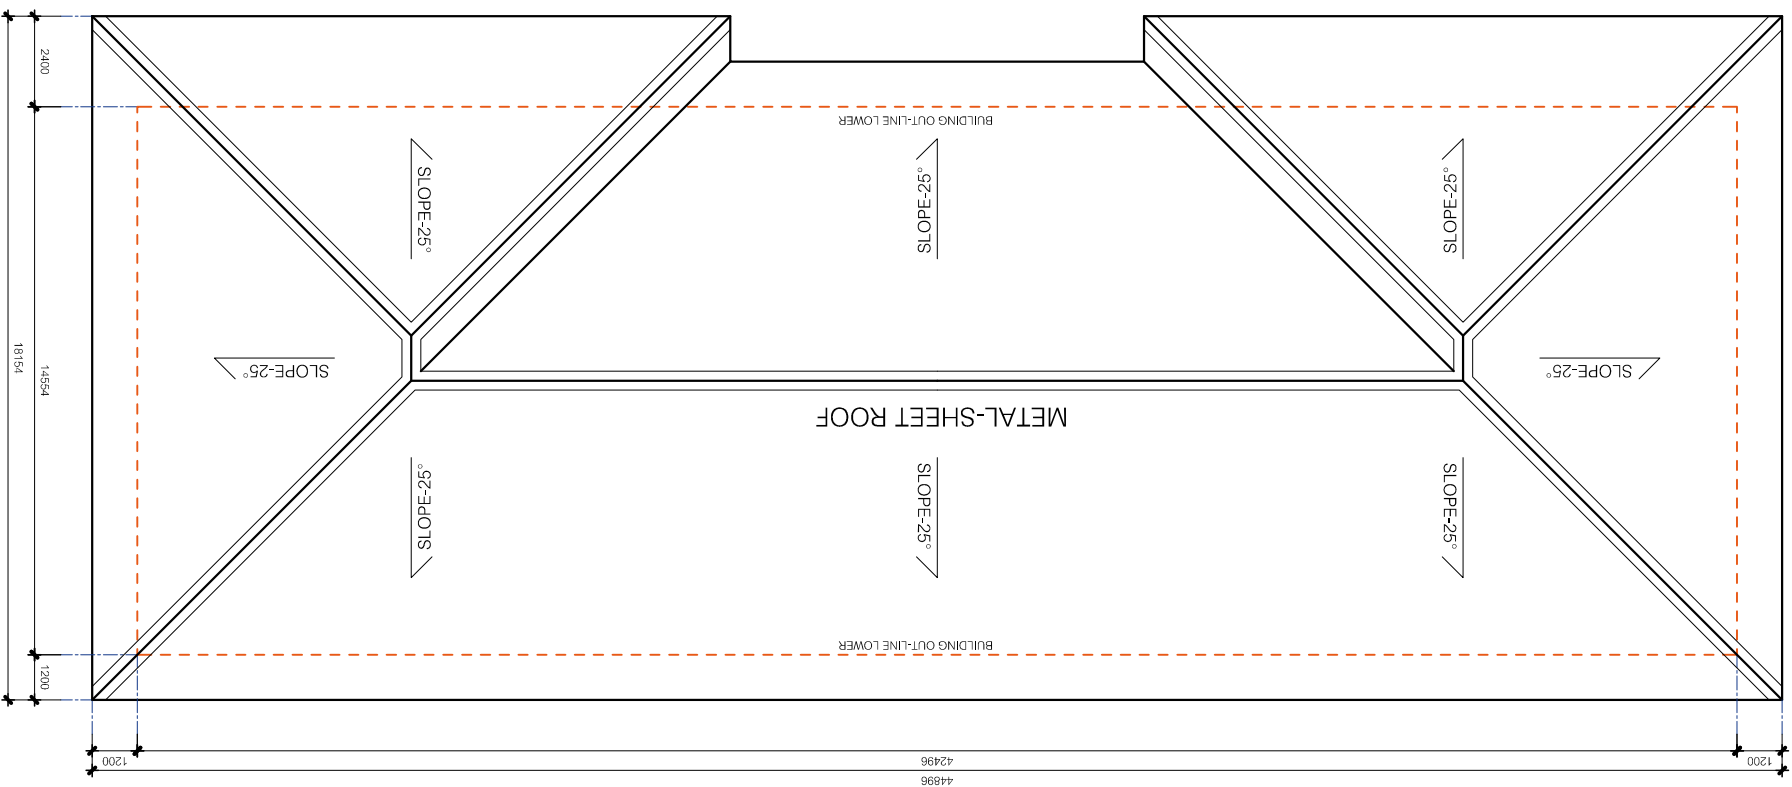 44896
1200
42496
1200
BUILDING OUT-LINE LOWER
SLOPE-25°
SLOPE-25°
SLOPE-25°
METAL-SHEET ROOF
SLOPE-25°
SLOPE-25°
SLOPE-25°
SLOPE-25°
SLOPE-25°
BUILDING OUT-LINE LOWER
1200
14554
18154
2400